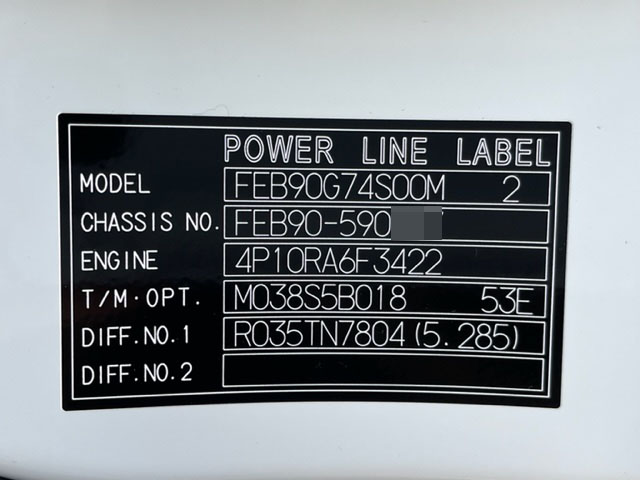 POWER LINE LABEL
MODEL FEB90G74S00M 2
CHASSIS NO. FEB90-590
ENGINE 4P10RA6F3422
T/M·OPT. M038S5B018 53E
DIFF.NO.1 R035TN7804(5.285)
DIFF.NO.2